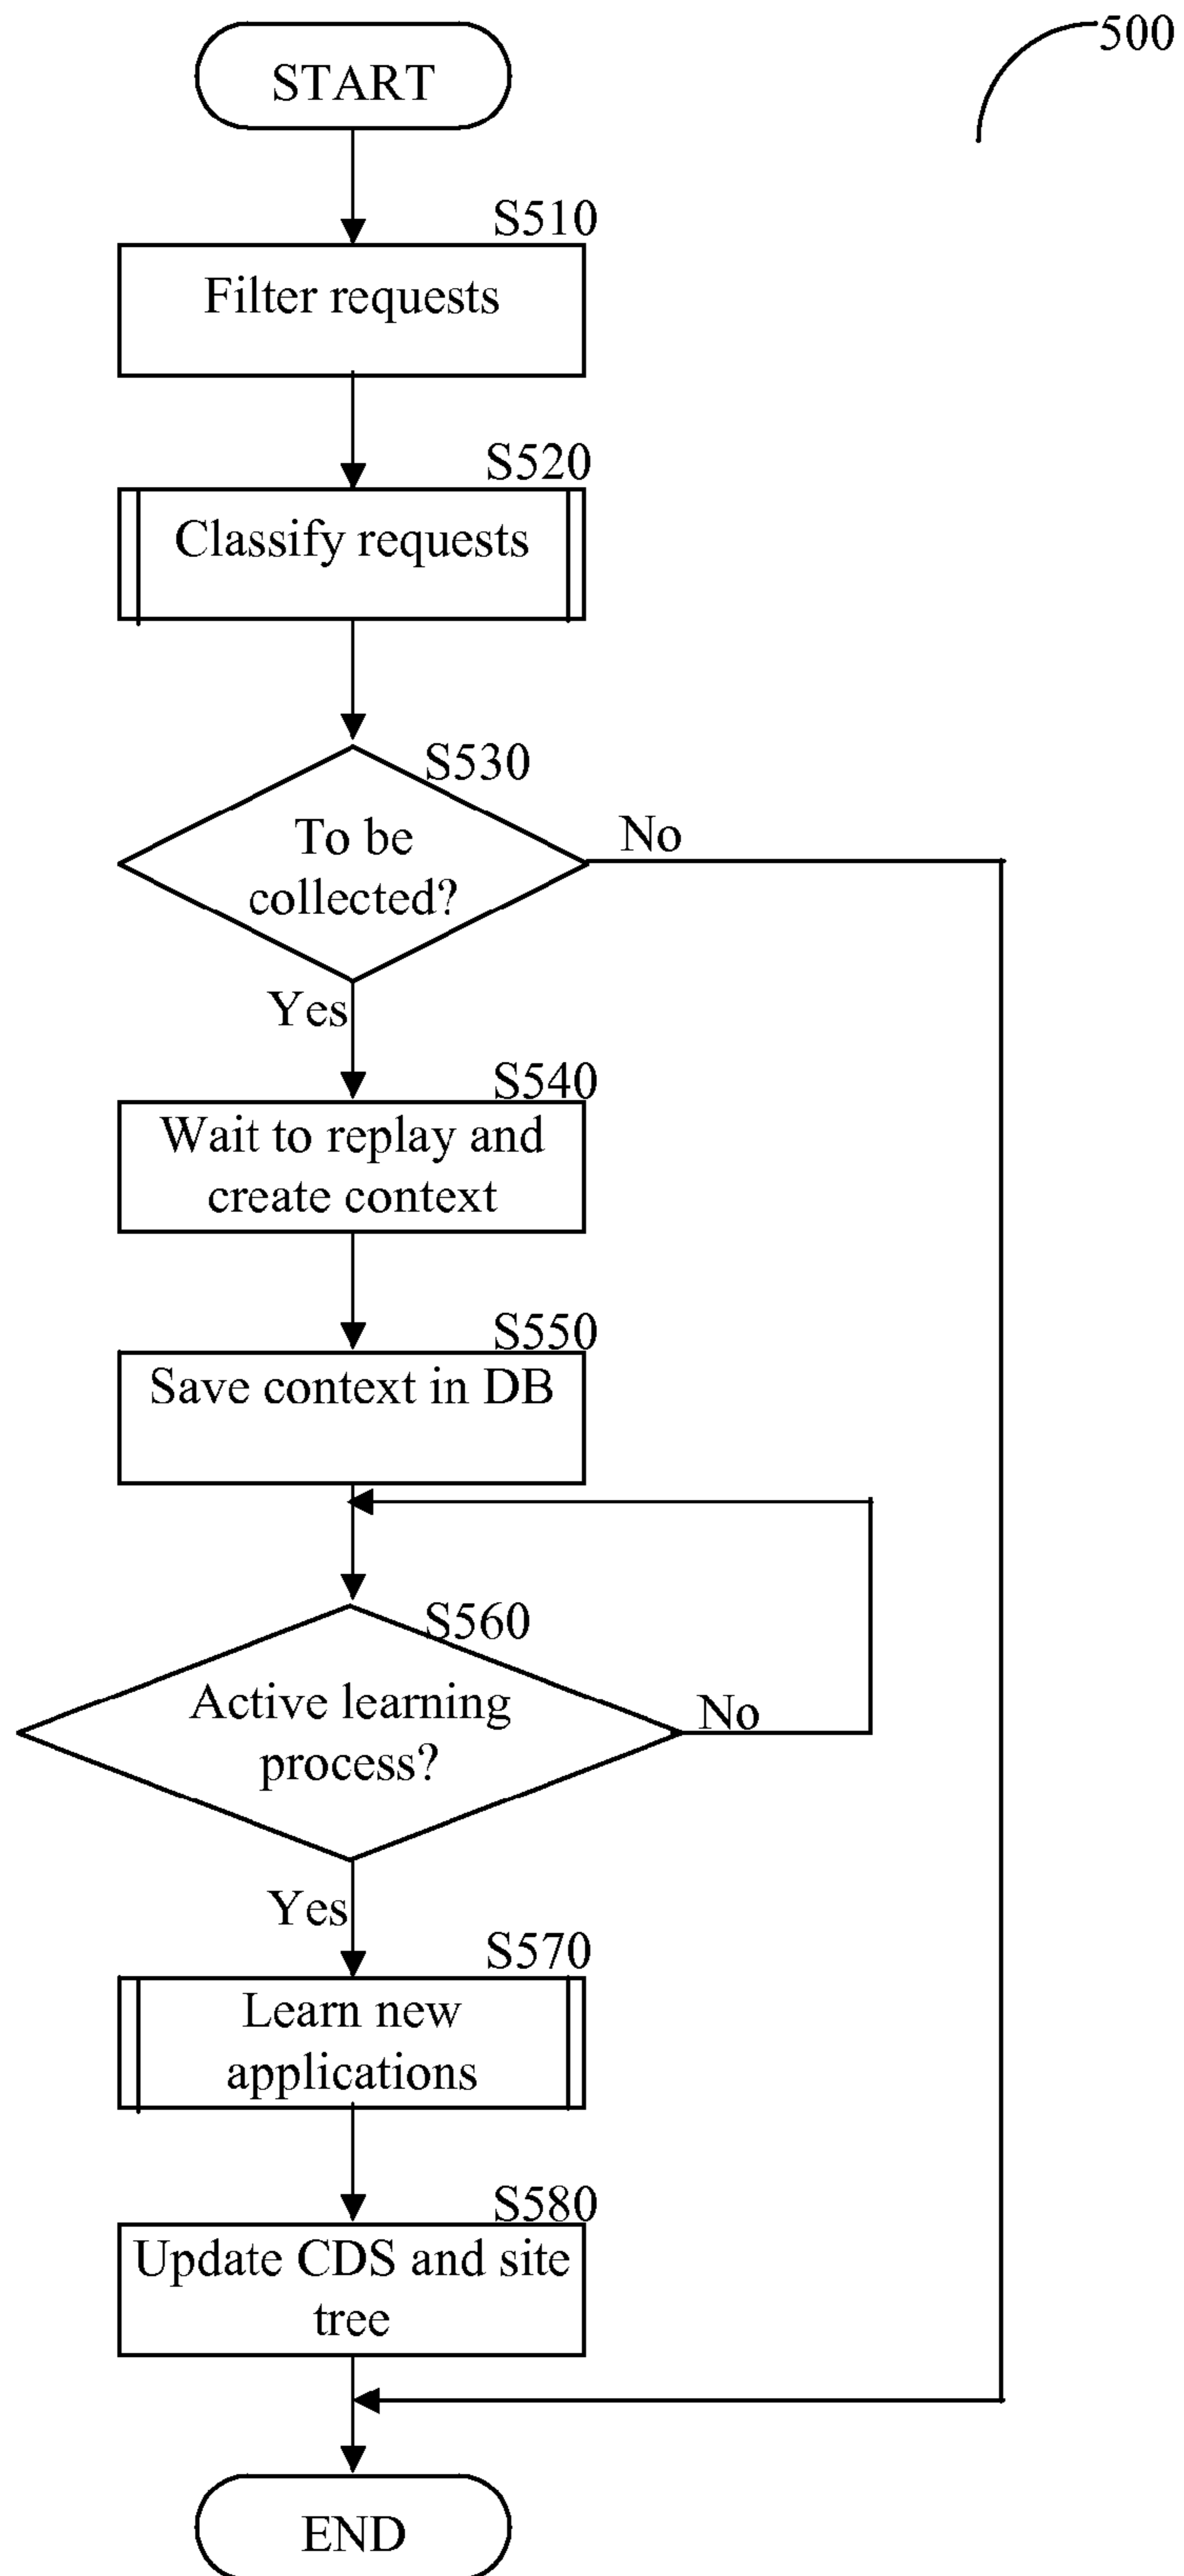 500
START
S510
Filter requests
S520
Classify requests
S530
To be
collected?
No
Yes
S540
Wait to replay and
create context
S550
Save context in DB
S560
Active learning
process?
No
Yes
S570
Learn new
applications
S580
Update CDS and site
tree
END